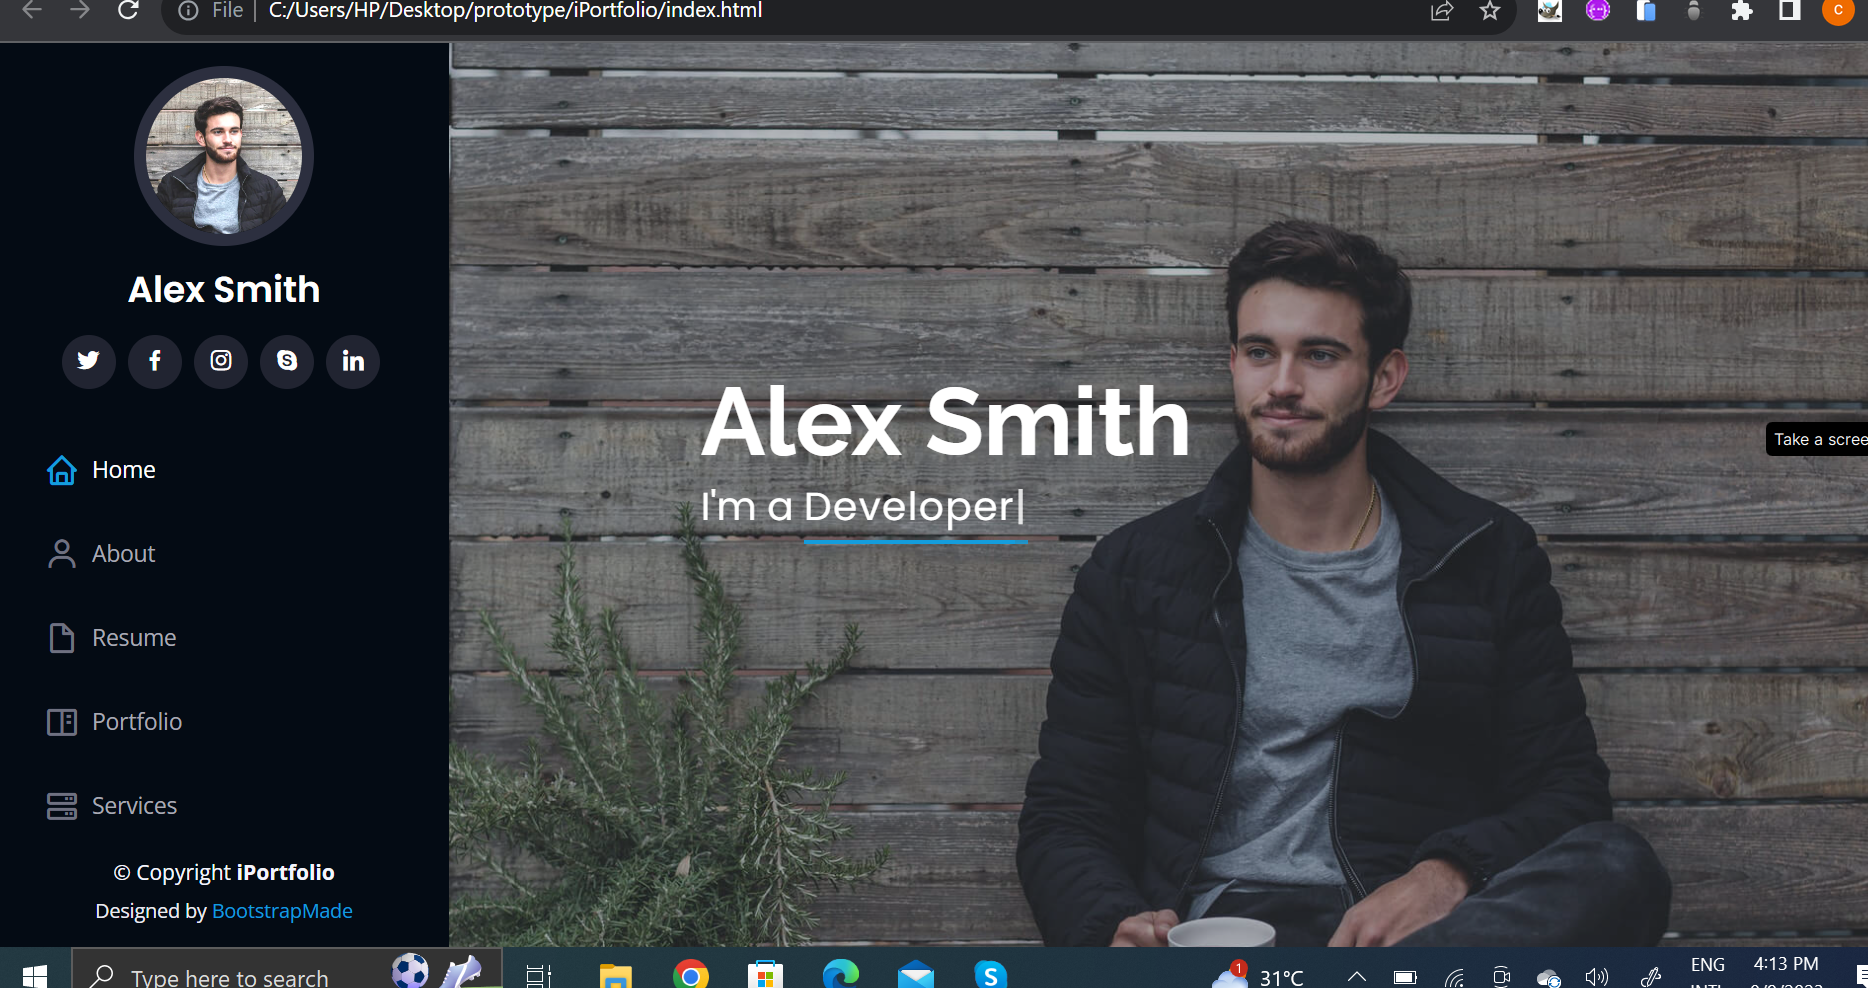 File | C:/Users/HP/Desktop/prototype/iPortfolio/index.html
C
Alex Smith
Home
About
Resume
Portfolio
Services
© Copyright iPortfolio
Designed by BootstrapMade
Alex Smith
I'm a Developer|
Take a scree
Type here to search
1
31°C
ENG
4:13 PM